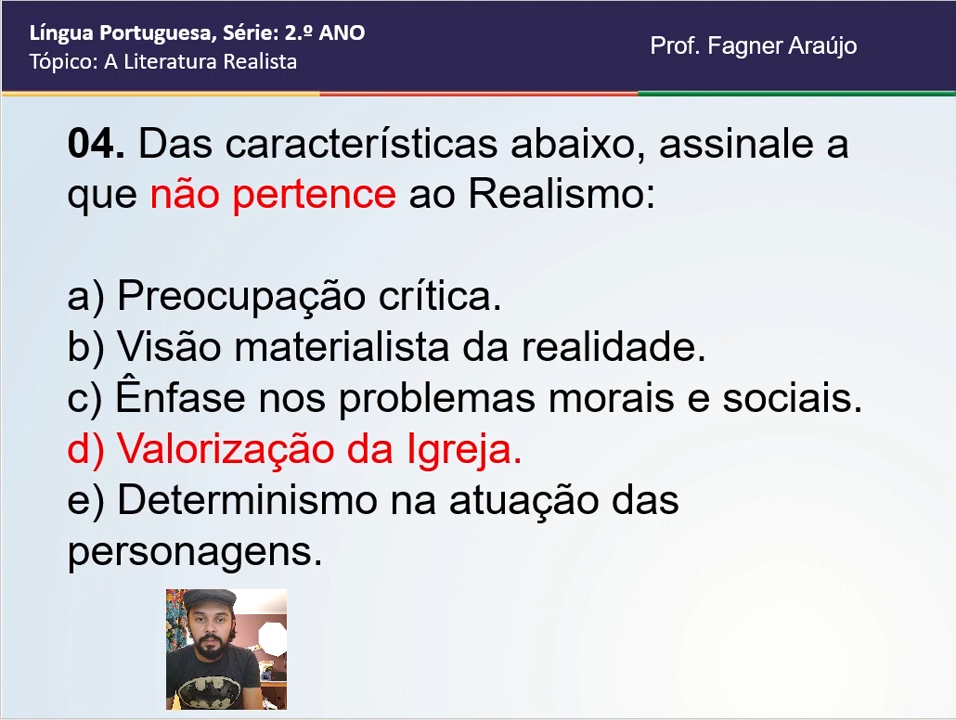 Língua Portuguesa, Série: 2.º ANO
Tópico: A Literatura Realista
Prof. Fagner Araújo
04. Das características abaixo, assinale a
que não pertence ao Realismo:
a) Preocupação crítica.
b) Visão materialista da realidade.
c) Ênfase nos problemas morais e sociais.
d) Valorização da Igreja.
e) Determinismo na atuação das
personagens.